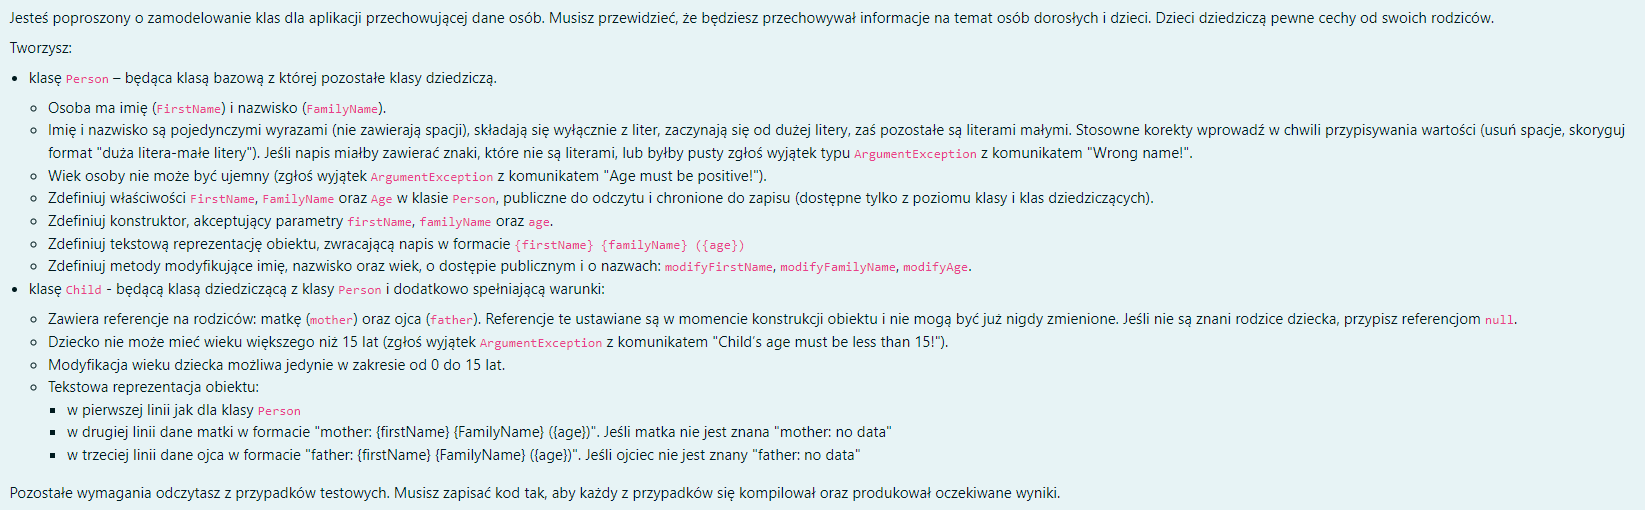 Jesteś poproszony o zamodelowanie klas dla aplikacji przechowującej dane osób. Musisz przewidzieć, że będziesz przechowywał informacje na temat osób dorosłych i dzieci. Dzieci dziedziczą pewne cechy od swoich rodziców.
Tworzysz:
• klasę Person – będąca klasą bazową z której pozostałe klasy dziedziczą.
◦ Osoba ma imię (FirstName) i nazwisko (FamilyName).
◦ Imię i nazwisko są pojedynczymi wyrazami (nie zawierają spacji), składają się wyłącznie z liter, zaczynają się od dużej litery, zaś pozostałe są literami małymi. Stosowne korekty wprowadź w chwili przypisywania wartości (usuń spacje, skoryguj
format "duża litera-małe litery"). Jeśli napis miałby zawierać znaki, które nie są literami, lub byłby pusty zgłoś wyjątek typu ArgumentException z komunikatem "Wrong name!".
◦ Wiek osoby nie może być ujemny (zgłoś wyjątek ArgumentException z komunikatem "Age must be positive!").
◦ Zdefiniuj właściwości FirstName, FamilyName oraz Age w klasie Person, publiczne do odczytu i chronione do zapisu (dostępne tylko z poziomu klasy i klas dziedziczących).
◦ Zdefiniuj konstruktor, akceptujący parametry firstName, familyName oraz age.
◦ Zdefiniuj tekstową reprezentację obiektu, zwracającą napis w formacie {firstName} {familyName} ({age})
◦ Zdefiniuj metody modyfikujące imię, nazwisko oraz wiek, o dostępie publicznym i o nazwach: modifyFirstName, modifyFamilyName, modifyAge.
• klasę Child - będącą klasą dziedziczącą z klasy Person i dodatkowo spełniającą warunki:
◦ Zawiera referencje na rodziców: matkę (mother) oraz ojca (father). Referencje te ustawiane są w momencie konstrukcji obiektu i nie mogą być już nigdy zmienione. Jeśli nie są znani rodzice dziecka, przypisz referencjom null.
◦ Dziecko nie może mieć wieku większego niż 15 lat (zgłoś wyjątek ArgumentException z komunikatem "Child’s age must be less than 15!").
◦ Modyfikacja wieku dziecka możliwa jedynie w zakresie od 0 do 15 lat.
◦ Tekstowa reprezentacja obiektu:
▪ w pierwszej linii jak dla klasy Person
▪ w drugiej linii dane matki w formacie "mother: {firstName} {FamilyName} ({age})". Jeśli matka nie jest znana "mother: no data"
▪ w trzeciej linii dane ojca w formacie "father: {firstName} {FamilyName} ({age})". Jeśli ojciec nie jest znany "father: no data"
Pozostałe wymagania odczytasz z przypadków testowych. Musisz zapisać kod tak, aby każdy z przypadków się kompilował oraz produkował oczekiwane wyniki.